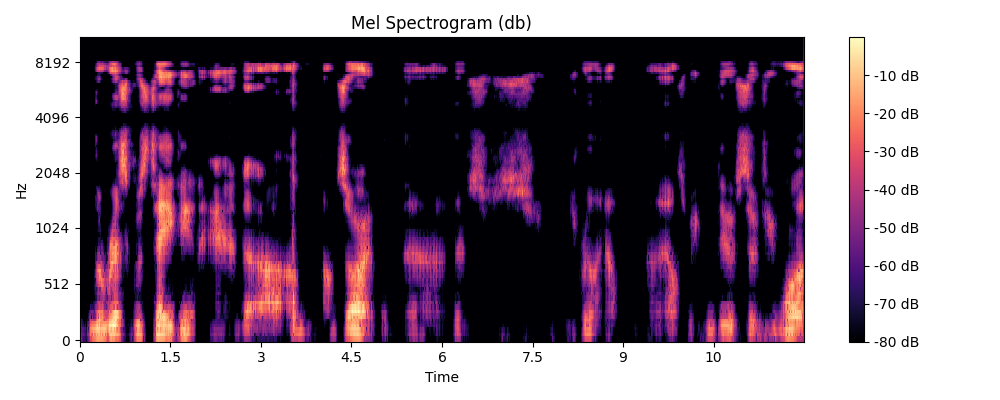 Mel Spectrogram (db)
8192
4096
2048
1024
512
0
Hz
0 1.5 3 4.5 6 7.5 9 10
Time
-10 dB
-20 dB
-30 dB
-40 dB
-50 dB
-60 dB
-70 dB
-80 dB